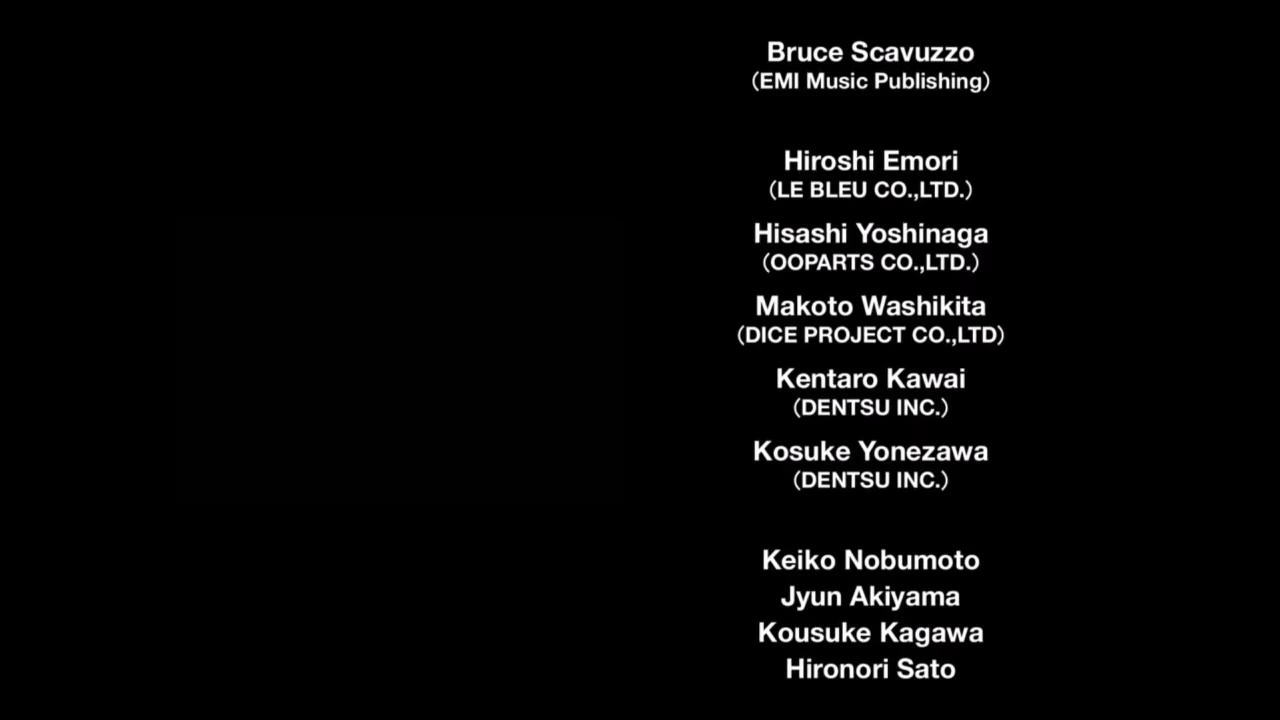 Bruce Scavuzzo
(EMI Music Publishing)
Hiroshi Emori
(LE BLEU CO.,LTD.)
Hisashi Yoshinaga
(OOPARTS CO.,LTD.)
Makoto Washikita
(DICE PROJECT CO.,LTD)
Kentaro Kawai
(DENTSU INC.)
Kosuke Yonezawa
(DENTSU INC.)
Keiko Nobumoto
Jyun Akiyama
Kousuke Kagawa
Hironori Sato